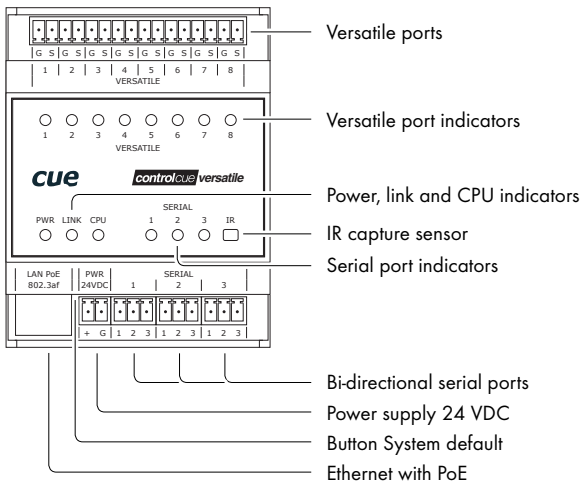 Versatile ports
G S G S G S G S G S G S G S G S
1 2 3 4 5 6 7 8
VERSATILE
Versatile port indicators
1 2 3 4 5 6 7 8
VERSATILE
cue
controlcue versatile
Power, link and CPU indicators
SERIAL
PWR LINK CPU 1 2 3 IR
IR capture sensor
Serial port indicators
LAN PoE
802.3af
PWR
24VDC
SERIAL
1 2 3
+ G 1 2 3 1 2 3 1 2 3
Bi-directional serial ports
Power supply 24 VDC
Button System default
Ethernet with PoE